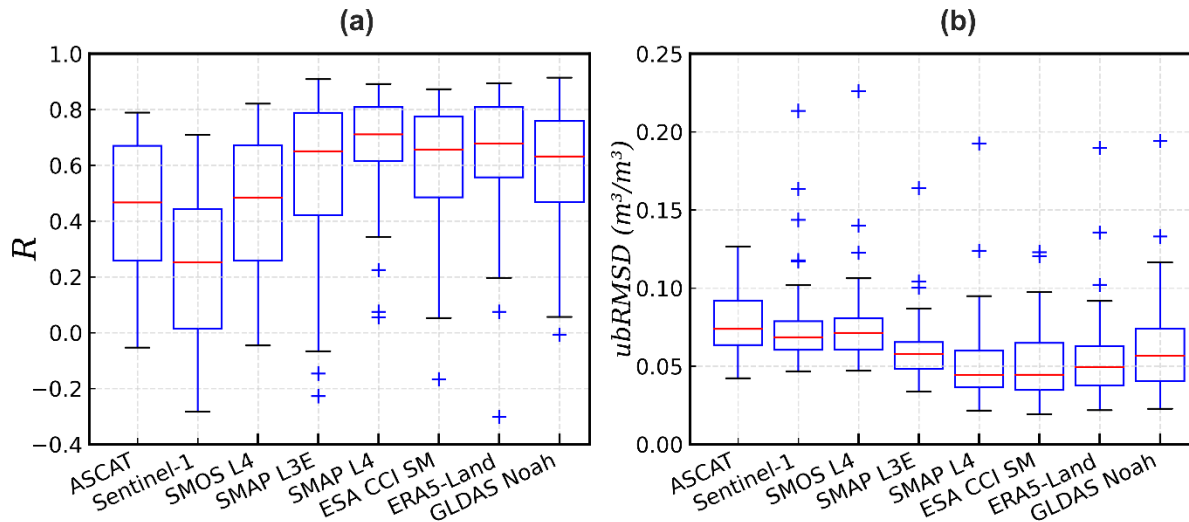 (a)
R
1.0
0.8
0.6
0.4
0.2
0.0
−0.2
−0.4
ASCAT
Sentinel-1
SMOS L4
SMAP L3E
SMAP L4
ESA CCI SM
ERA5-Land
GLDAS Noah
(b)
ubRMSD (m³/m³)
0.25
0.20
0.15
0.10
0.05
0.00
ASCAT
Sentinel-1
SMOS L4
SMAP L3E
SMAP L4
ESA CCI SM
ERA5-Land
GLDAS Noah